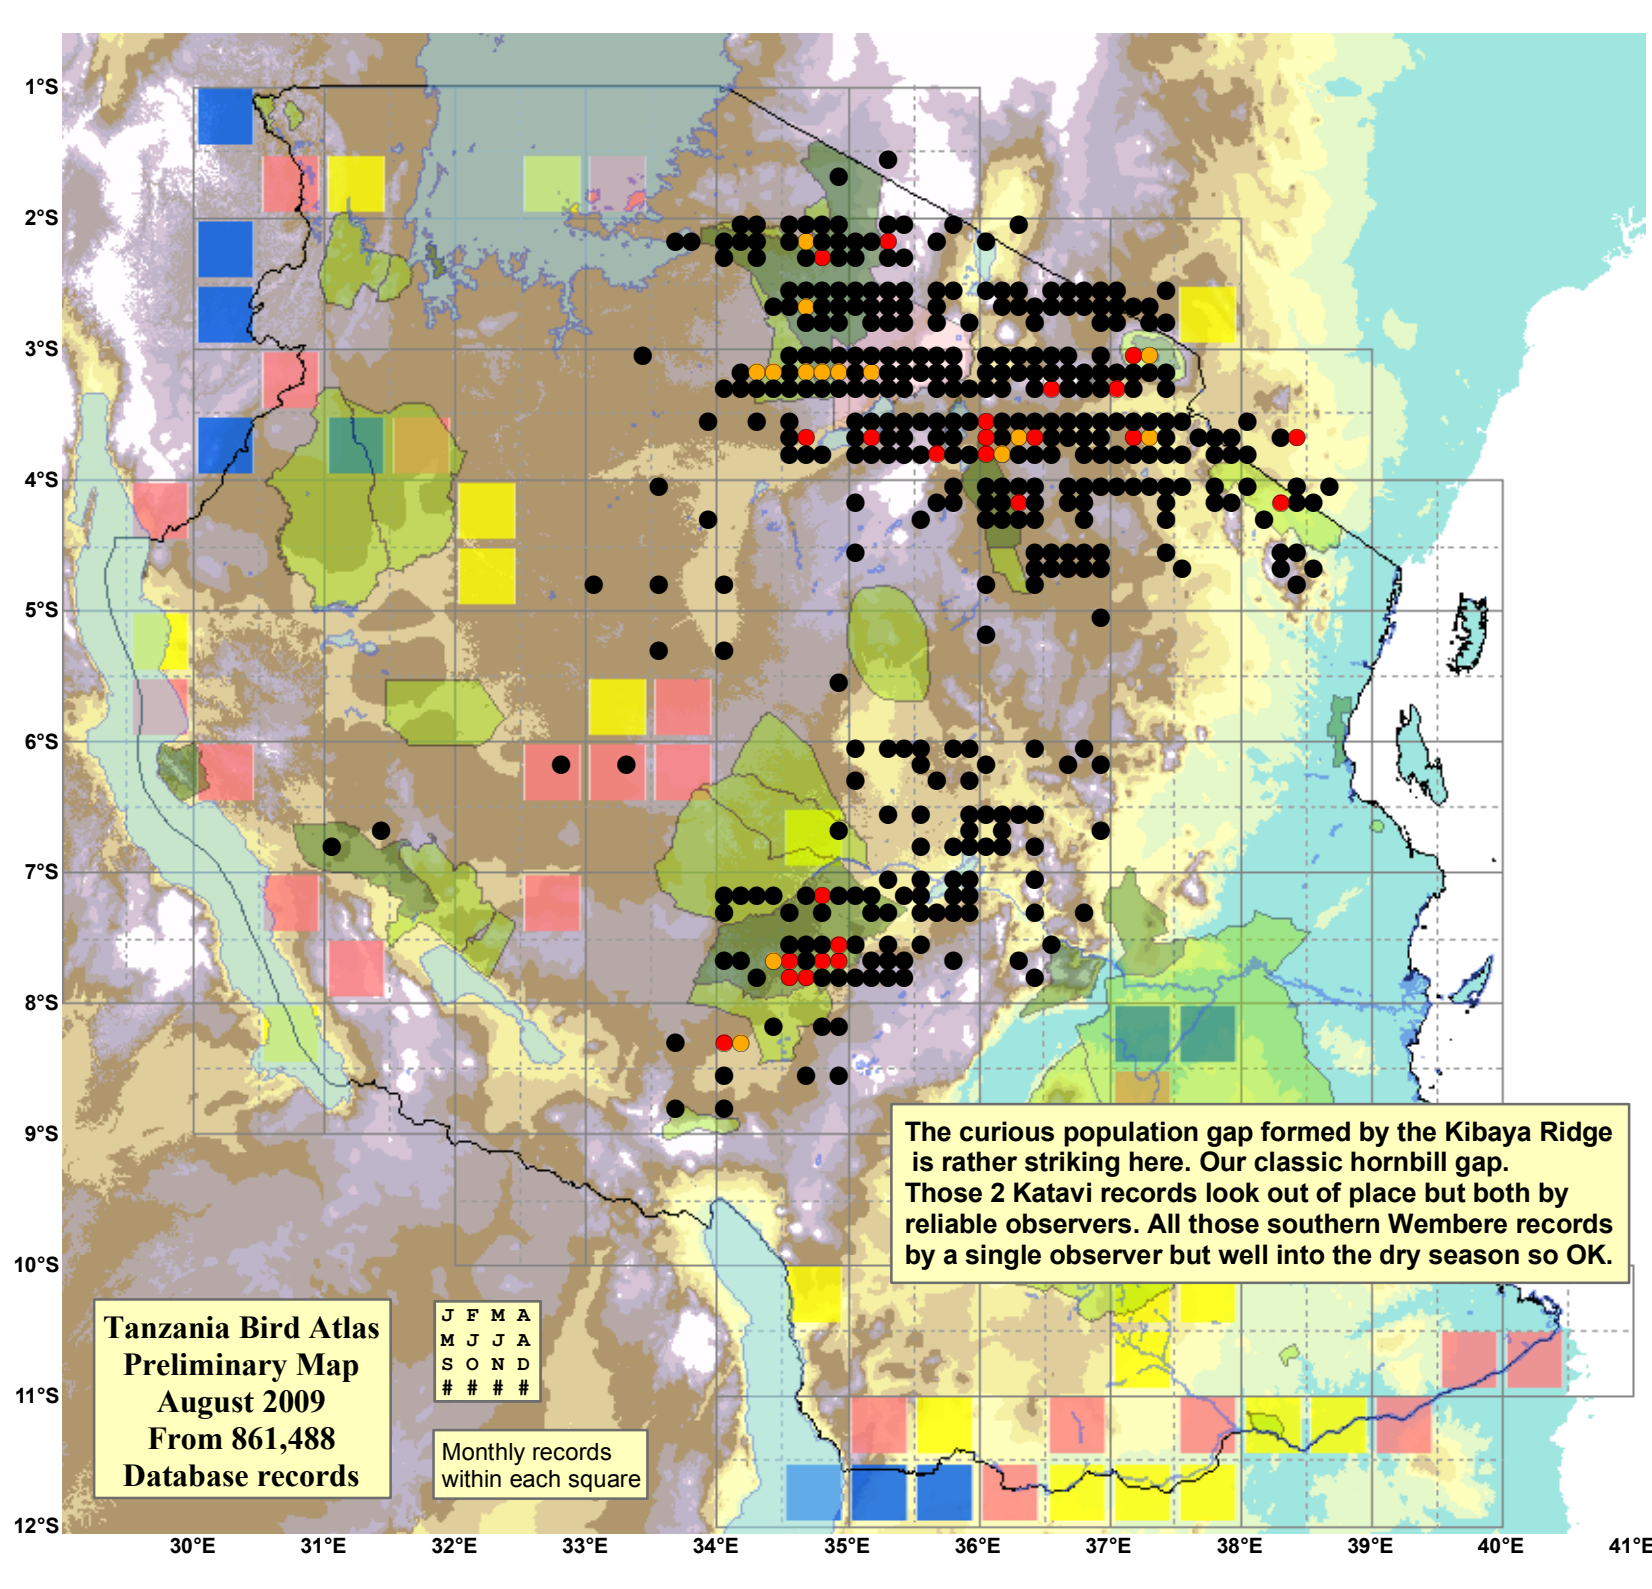 1°S
2°S
3°S
4°S
5°S
6°S
7°S
8°S
9°S
The curious population gap formed by the Kibaya Ridge
is rather striking here. Our classic hornbill gap.
Those 2 Katavi records look out of place but both by
reliable observers. All those southern Wembere records
by a single observer but well into the dry season so OK.
10°S
Tanzania Bird Atlas
Preliminary Map
August 2009
From 861,488
Database records
J F M A
M J J A
S O N D
# # # #
Monthly records
within each square
11°S
12°S
30°E 31°E 32°E 33°E 34°E 35°E 36°E 37°E 38°E 39°E 40°E 41°E